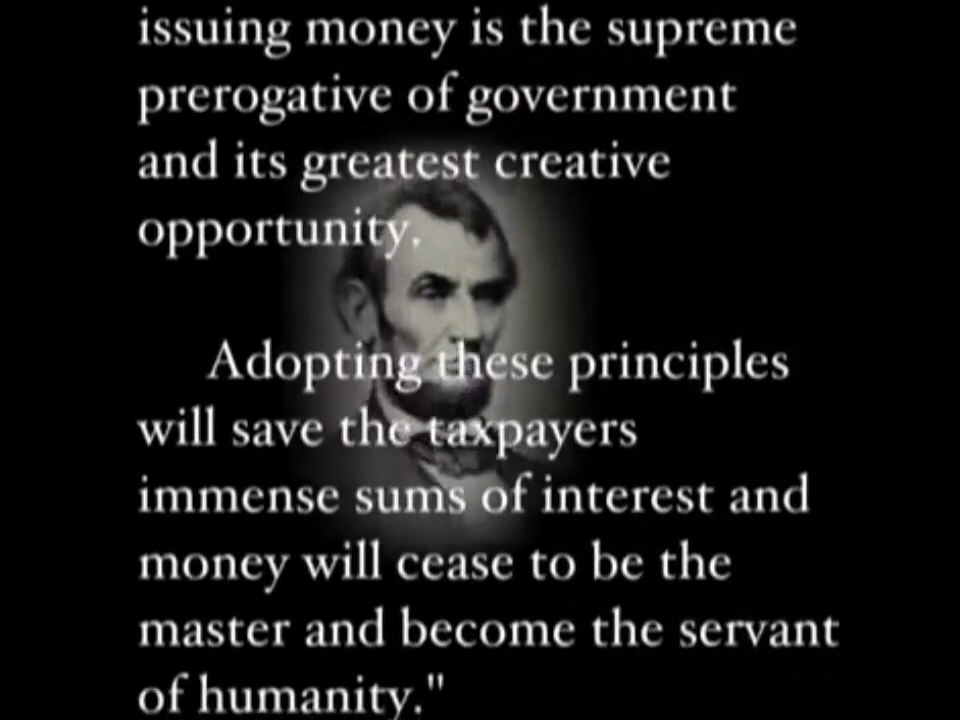 issuing money is the supreme
prerogative of government
and its greatest creative
opportunity.
Adopting these principles
will save the taxpayers
immense sums of interest and
money will cease to be the
master and become the servant
of humanity."